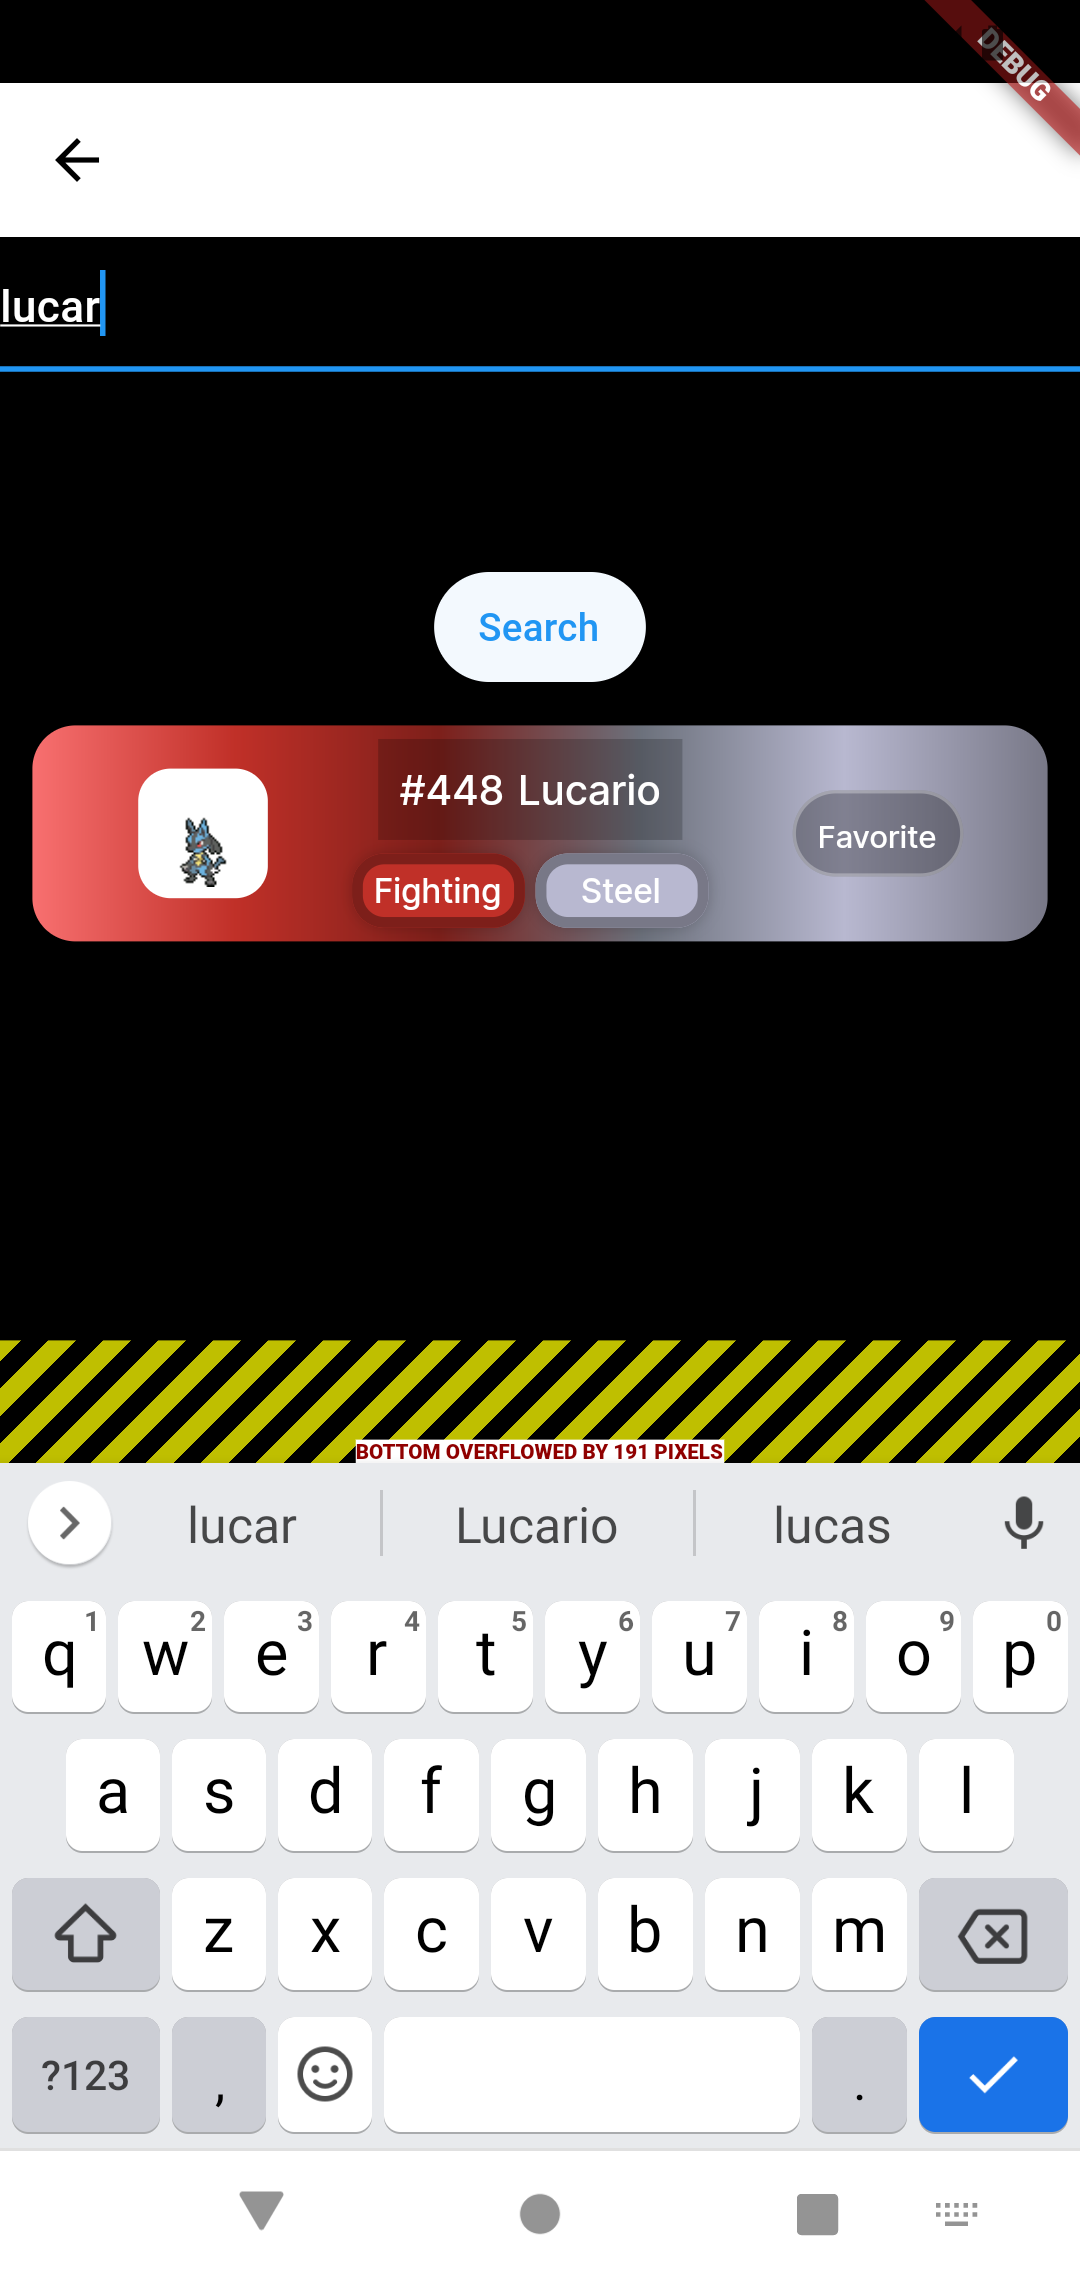 DEBUG
lucar
Search
#448 Lucario
Fighting Steel
Favorite
BOTTOM OVERFLOWED BY 191 PIXELS
lucar Lucario lucas
1 2 3 4 5 6 7 8 9 0
q w e r t y u i o p
a s d f g h j k l
z x c v b n m
?123 , .